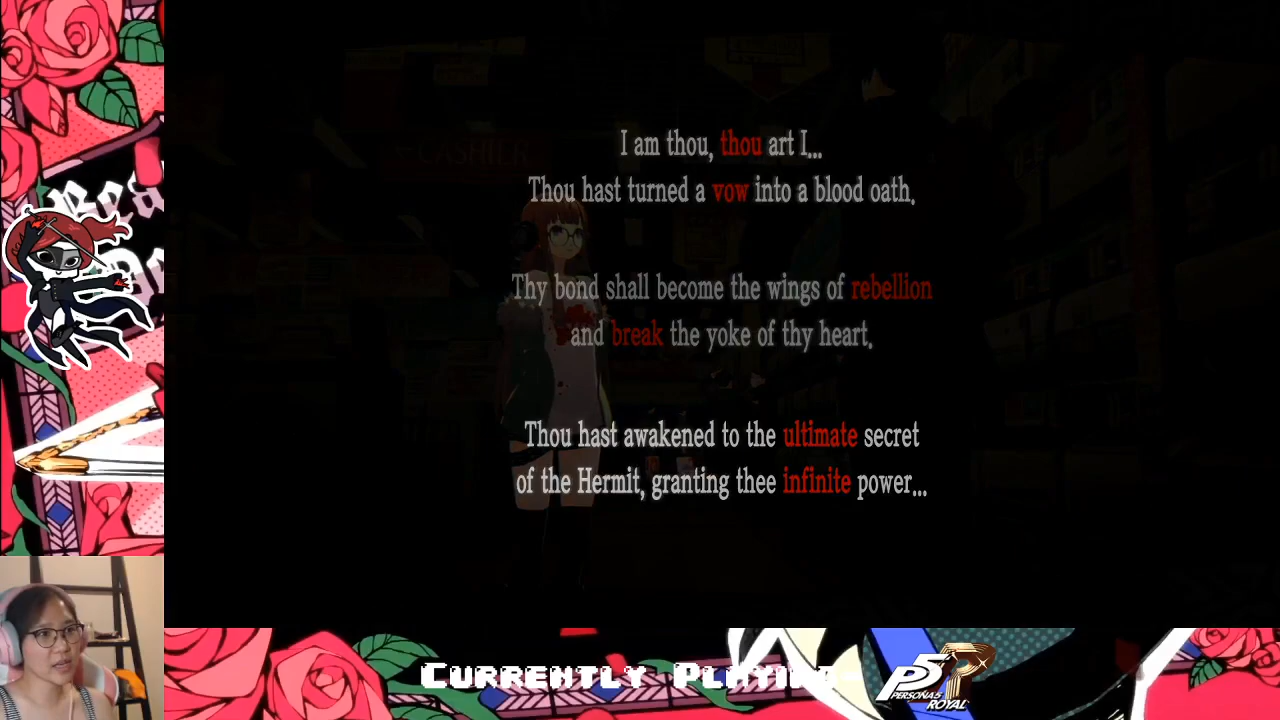 CASHIER
I am thou, thou art I...
Thou hast turned a vow into a blood oath.
Thy bond shall become the wings of rebellion
and break the yoke of thy heart.
Thou hast awakened to the ultimate secret
of the Hermit, granting thee infinite power...
Currently Playing
P5R
PERSONA5
ROYAL